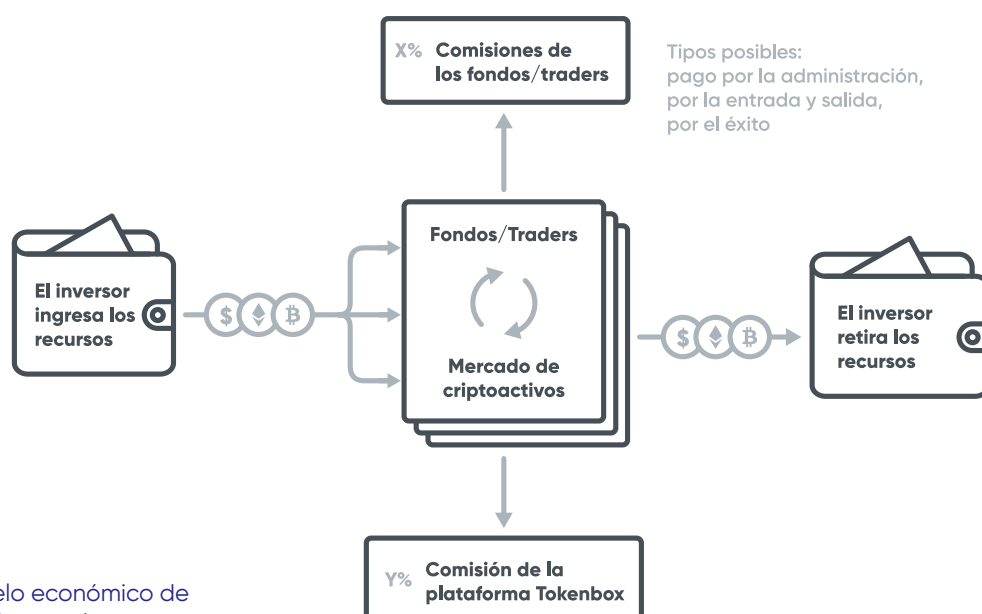 X% Comisiones de
los fondos/traders
Tipos posibles:
pago por la administración,
por la entrada y salida,
por el éxito
El inversor
ingresa los
recursos
Fondos/Traders
Mercado de
criptoactivos
El inversor
retira los
recursos
Y% Comisión de la
plataforma Tokenbox
elo económico de